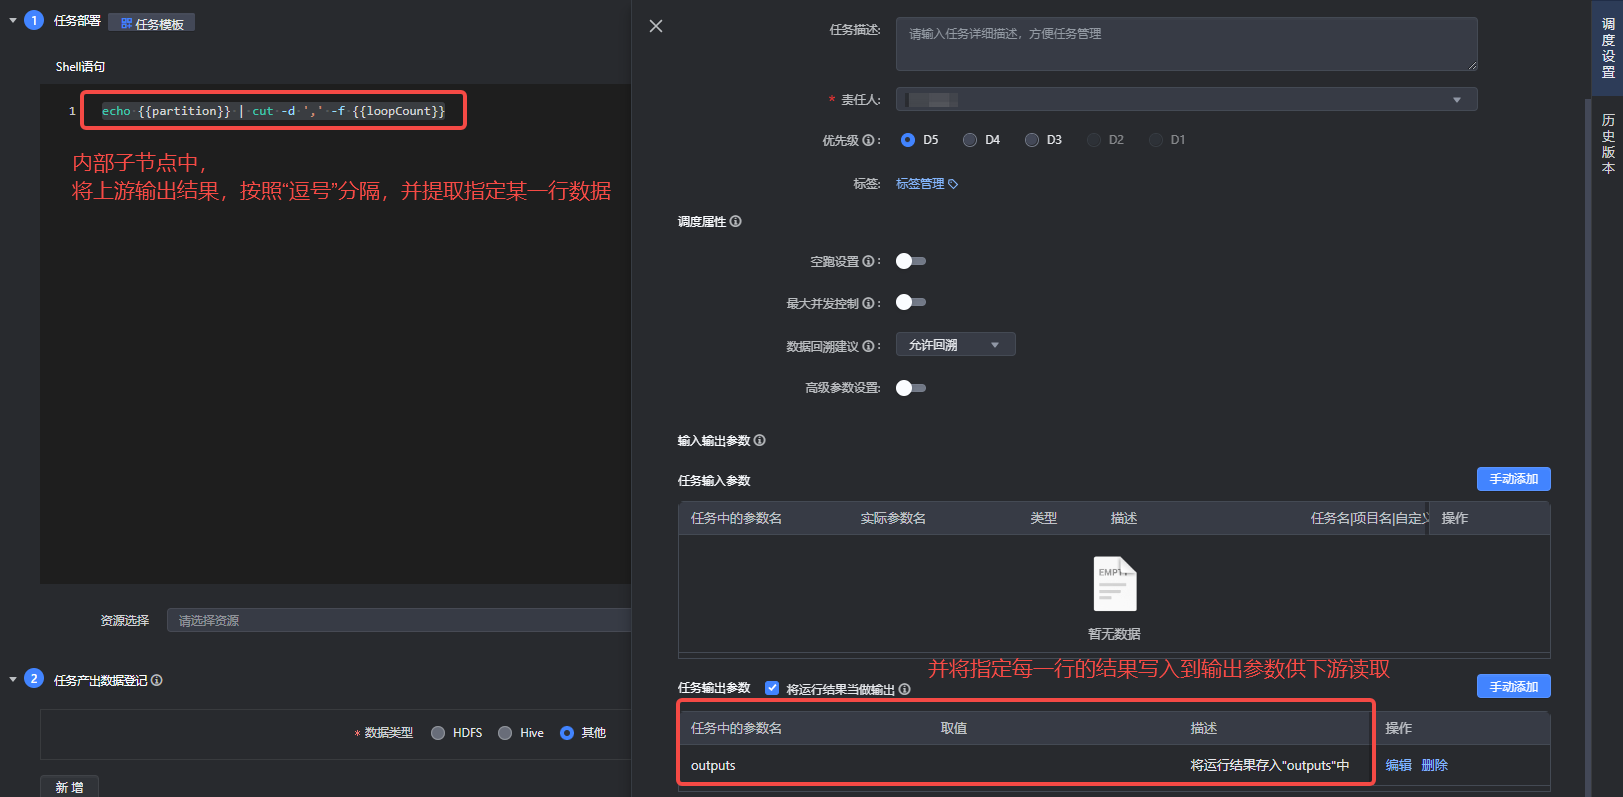 1 任务部署 任务模板
Shell语句
1 echo {{partition}} | cut -d ',' -f {{loopCount}}
内部子节点中，
将上游输出结果，按照“逗号”分隔，并提取指定某一行数据
资源选择 请选择资源
2 任务产出数据登记
* 数据类型 HDFS Hive 其他
新 增
任务描述: 请输入任务详细描述，方便任务管理
* 责任人:
优先级 : D5 D4 D3 D2 D1
标签: 标签管理
调度属性
空跑设置 :
最大并发控制 :
数据回溯建议 : 允许回溯
高级参数设置:
输入输出参数
任务输入参数 手动添加
任务中的参数名 实际参数名 类型 描述 任务名|项目名|自定义 操作
EMPT
暂无数据
并将指定每一行的结果写入到输出参数供下游读取
任务输出参数 将运行结果当做输出 手动添加
任务中的参数名 取值 描述 操作
outputs 将运行结果存入"outputs"中 编辑 删除
调度设置
历史版本